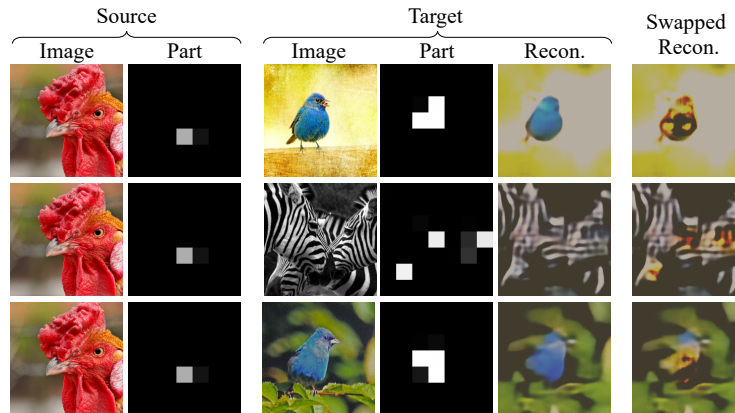 Source
Target
Swapped
Recon.
Image
Part
Image
Part
Recon.